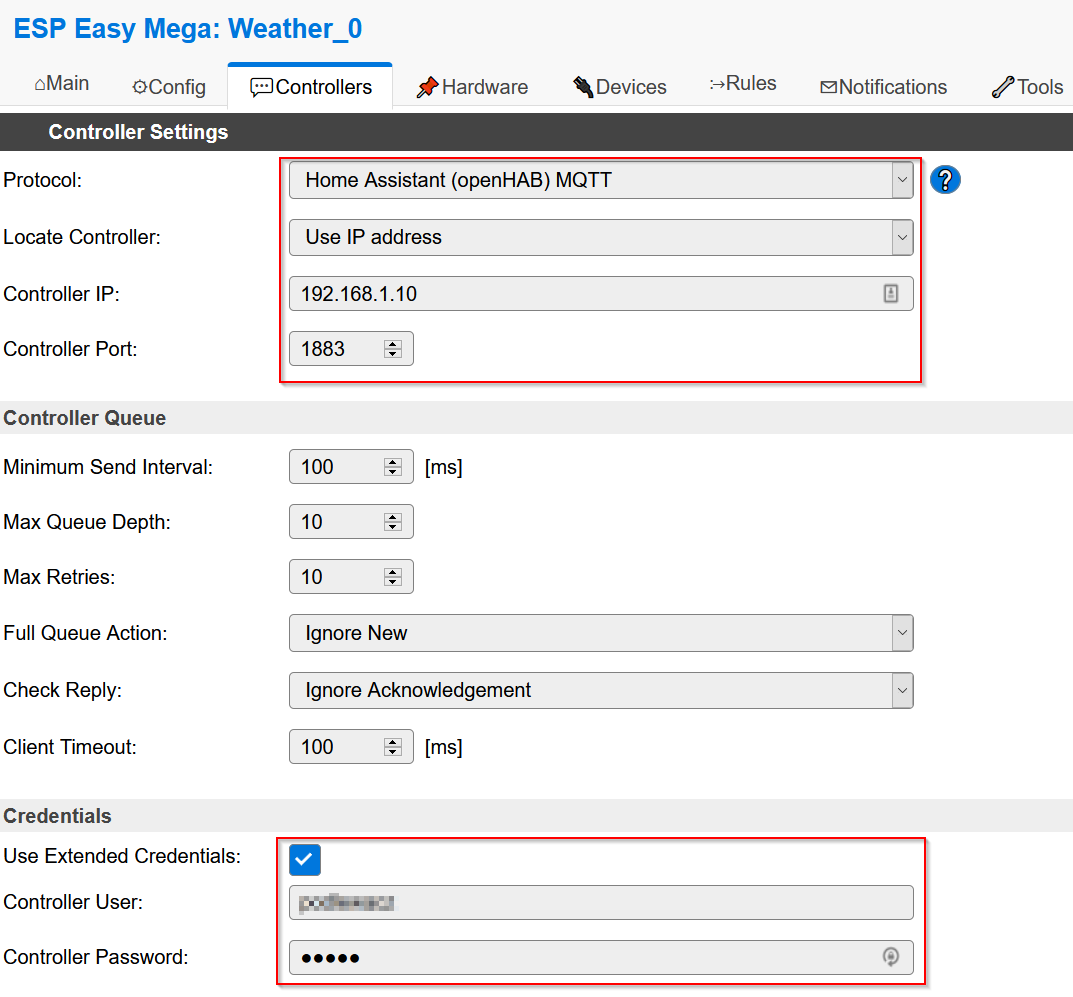 ESP Easy Mega: Weather_0
Main Config Controllers Hardware Devices Rules Notifications Tools
Controller Settings
Protocol: Home Assistant (openHAB) MQTT ?
Locate Controller: Use IP address
Controller IP: 192.168.1.10
Controller Port: 1883
Controller Queue
Minimum Send Interval: 100 [ms]
Max Queue Depth: 10
Max Retries: 10
Full Queue Action: Ignore New
Check Reply: Ignore Acknowledgement
Client Timeout: 100 [ms]
Credentials
Use Extended Credentials:
Controller User:
Controller Password: ●●●●●